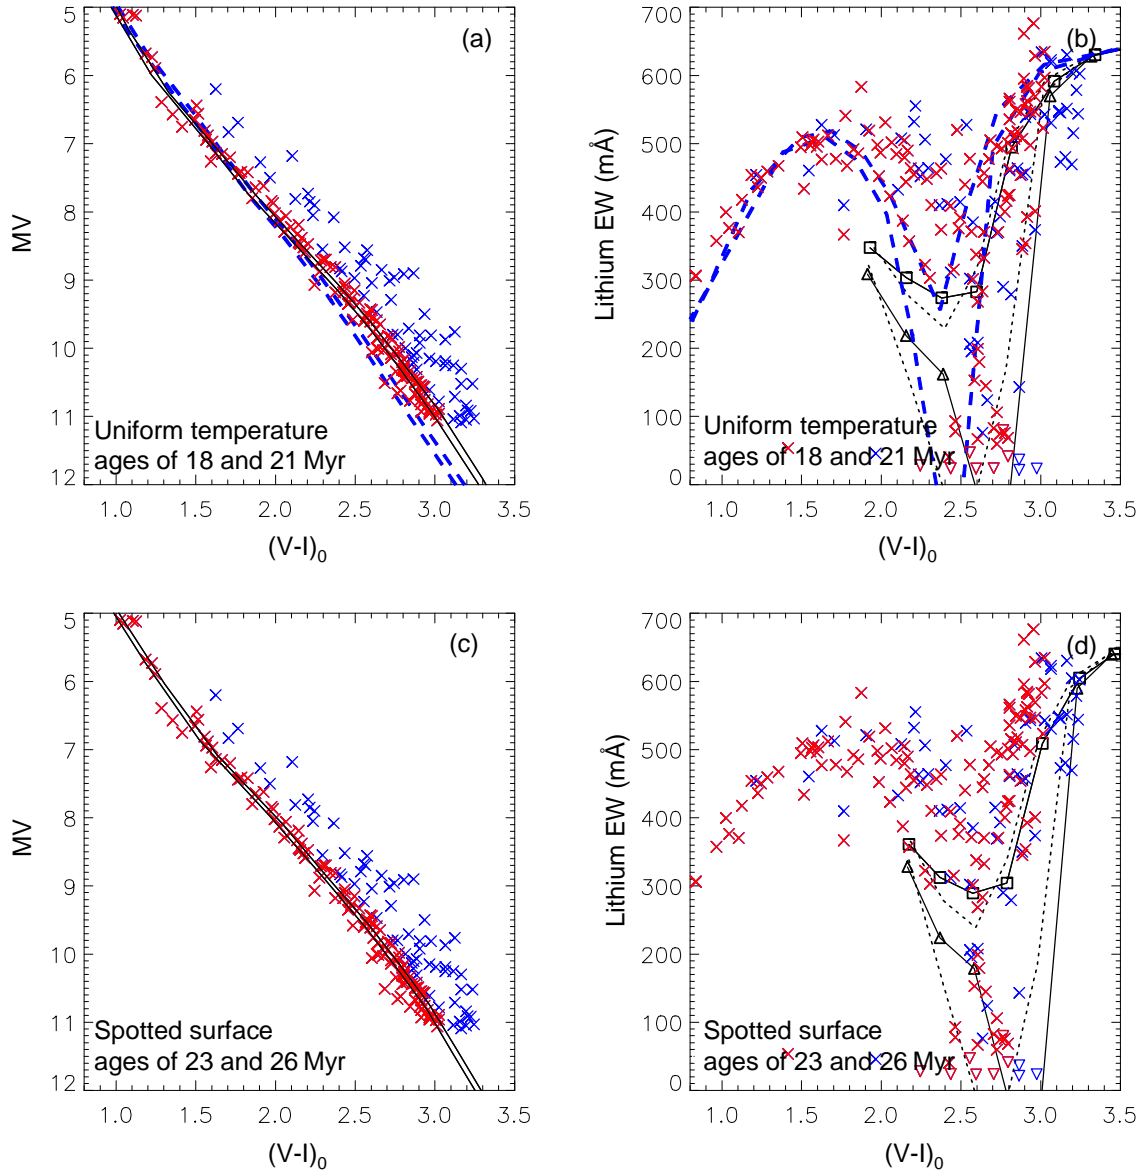 (a)
5
6
7
8
9
10
11
12
MV
Uniform temperature
ages of 18 and 21 Myr
1.0 1.5 2.0 2.5 3.0 3.5
(V-I)0
(b)
700
600
500
400
300
200
100
0
Lithium EW (mÅ)
Uniform temperature
ages of 18 and 21 Myr
1.0 1.5 2.0 2.5 3.0 3.5
(V-I)0
(c)
5
6
7
8
9
10
11
12
MV
Spotted surface
ages of 23 and 26 Myr
1.0 1.5 2.0 2.5 3.0 3.5
(V-I)0
(d)
700
600
500
400
300
200
100
0
Lithium EW (mÅ)
Spotted surface
ages of 23 and 26 Myr
1.0 1.5 2.0 2.5 3.0 3.5
(V-I)0